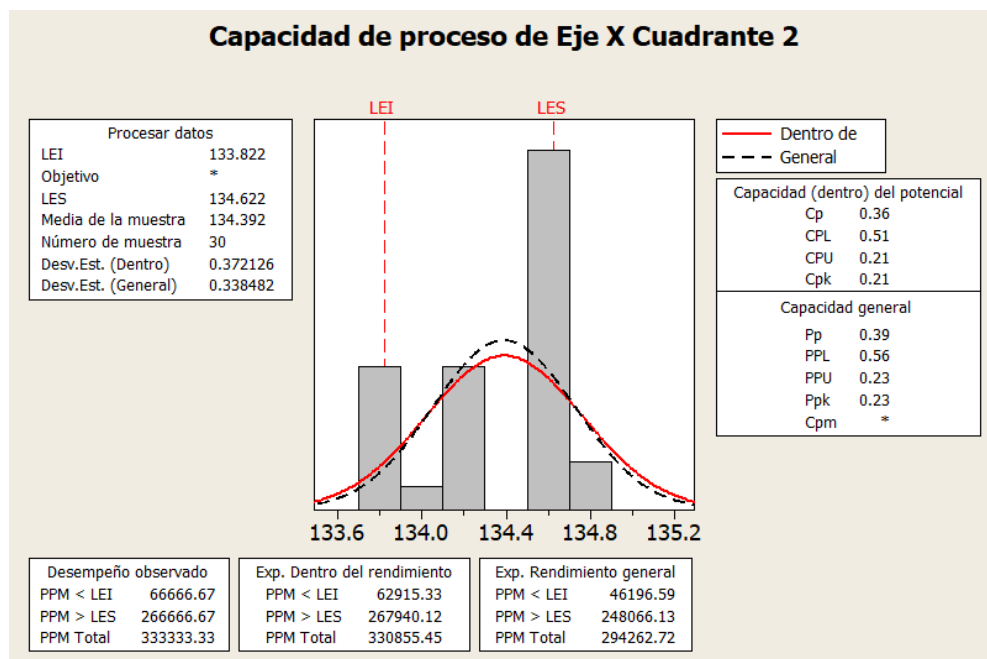 Capacidad de proceso de Eje X Cuadrante 2
LEI LES
Procesar datos
LEI 133.822
Objetivo *
LES 134.622
Media de la muestra 134.392
Número de muestra 30
Desv.Est. (Dentro) 0.372126
Desv.Est. (General) 0.338482
Dentro de
General
Capacidad (dentro) del potencial
Cp 0.36
CPL 0.51
CPU 0.21
Cpk 0.21
Capacidad general
Pp 0.39
PPL 0.56
PPU 0.23
Ppk 0.23
Cpm *
133.6 134.0 134.4 134.8 135.2
Desempeño observado
PPM < LEI 66666.67
PPM > LES 266666.67
PPM Total 333333.33
Exp. Dentro del rendimiento
PPM < LEI 62915.33
PPM > LES 267940.12
PPM Total 330855.45
Exp. Rendimiento general
PPM < LEI 46196.59
PPM > LES 248066.13
PPM Total 294262.72